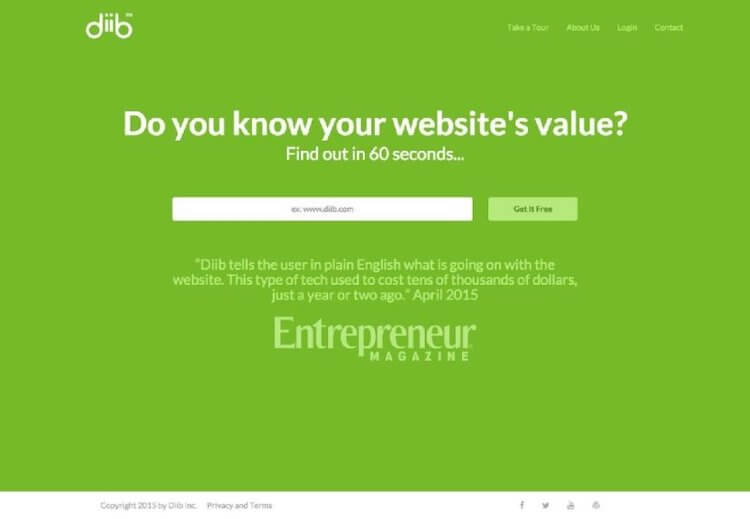 diib
Take a Tour About Us Login Contact
Do you know your website's value?
Find out in 60 seconds...
ex. www.diib.com Get It Free
"Diib tells the user in plain English what is going on with the
website. This type of tech used to cost tens of thousands of dollars,
just a year or two ago." April 2015
Entrepreneur
MAGAZINE
Copyright 2015 by Diib Inc. Privacy and Terms